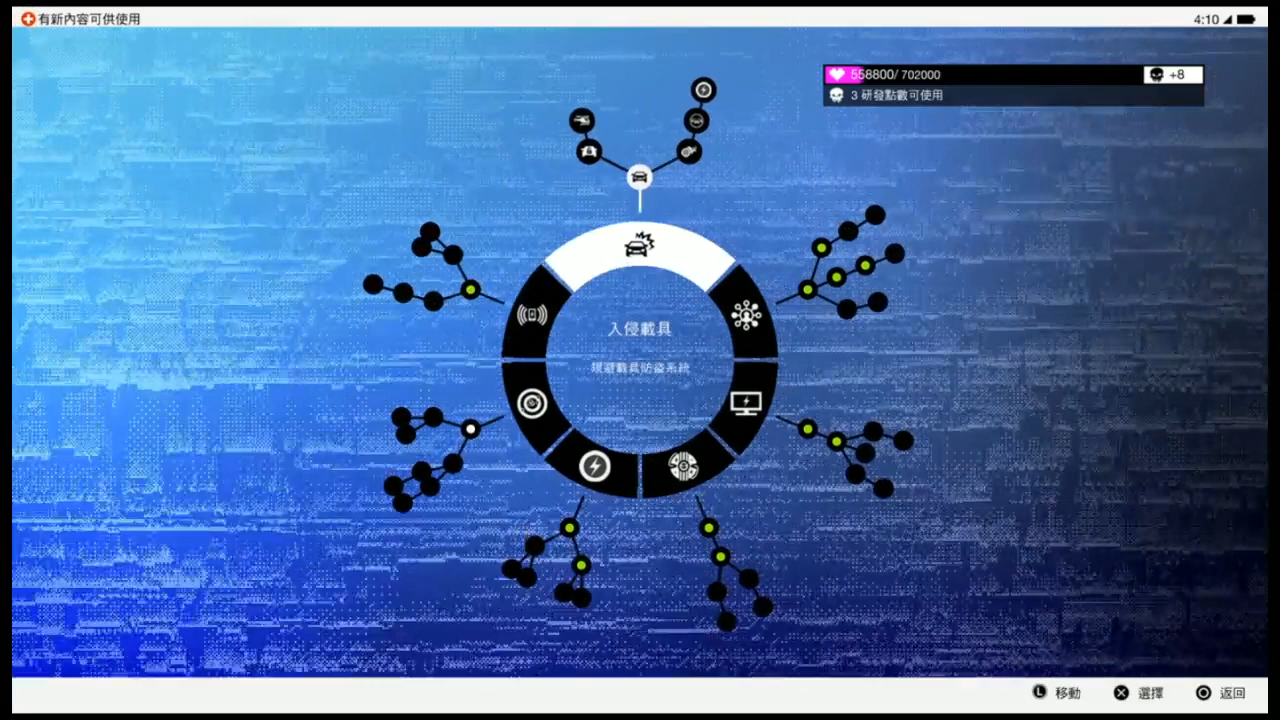 有新內容可供使用
4:10
558800/ 702000
+8
3 研發點數可使用
入侵載具
規避載具防盜系統
L 移動
選擇
返回